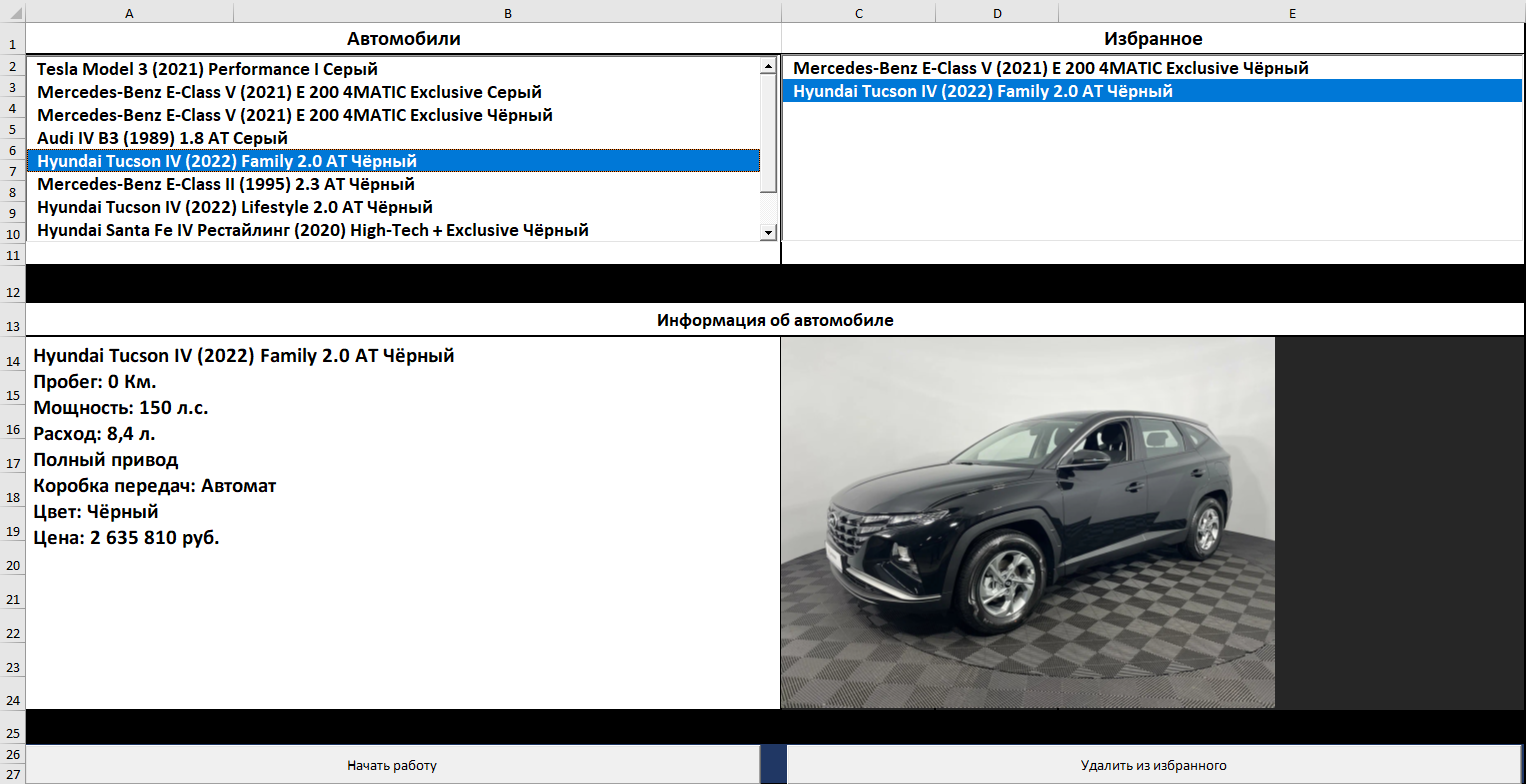 A B C D E
1 Автомобили Избранное
2 Tesla Model 3 (2021) Performance I Серый Mercedes-Benz E-Class V (2021) E 200 4MATIC Exclusive Чёрный
3 Mercedes-Benz E-Class V (2021) E 200 4MATIC Exclusive Серый Hyundai Tucson IV (2022) Family 2.0 AT Чёрный
4 Mercedes-Benz E-Class V (2021) E 200 4MATIC Exclusive Чёрный
5 Audi IV B3 (1989) 1.8 AT Серый
6 Hyundai Tucson IV (2022) Family 2.0 AT Чёрный
7 Mercedes-Benz E-Class II (1995) 2.3 AT Чёрный
8 Hyundai Tucson IV (2022) Lifestyle 2.0 AT Чёрный
9 Hyundai Santa Fe IV Рестайлинг (2020) High-Tech + Exclusive Чёрный
10
11
12
13 Информация об автомобиле
14 Hyundai Tucson IV (2022) Family 2.0 AT Чёрный
15 Пробег: 0 Км.
Мощность: 150 л.с.
16 Расход: 8,4 л.
17 Полный привод
18 Коробка передач: Автомат
19 Цвет: Чёрный
Цена: 2 635 810 руб.
20
21
22
23
24
25
26 Начать работу Удалить из избранного
27